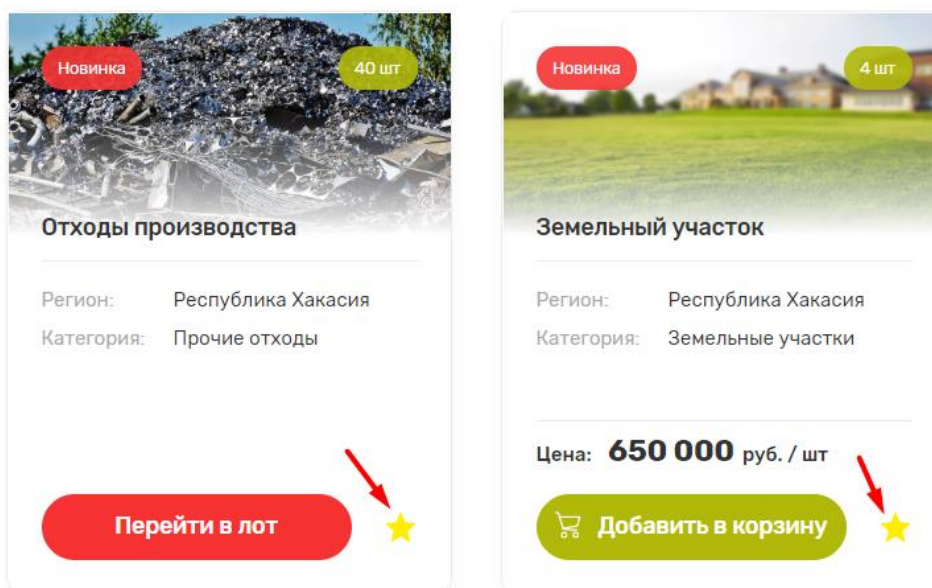 Новинка
40 шт
Отходы производства
Регион: Республика Хакасия
Категория: Прочие отходы
Перейти в лот
Новинка
4 шт
Земельный участок
Регион: Республика Хакасия
Категория: Земельные участки
Цена: 650 000 руб. / шт
Добавить в корзину